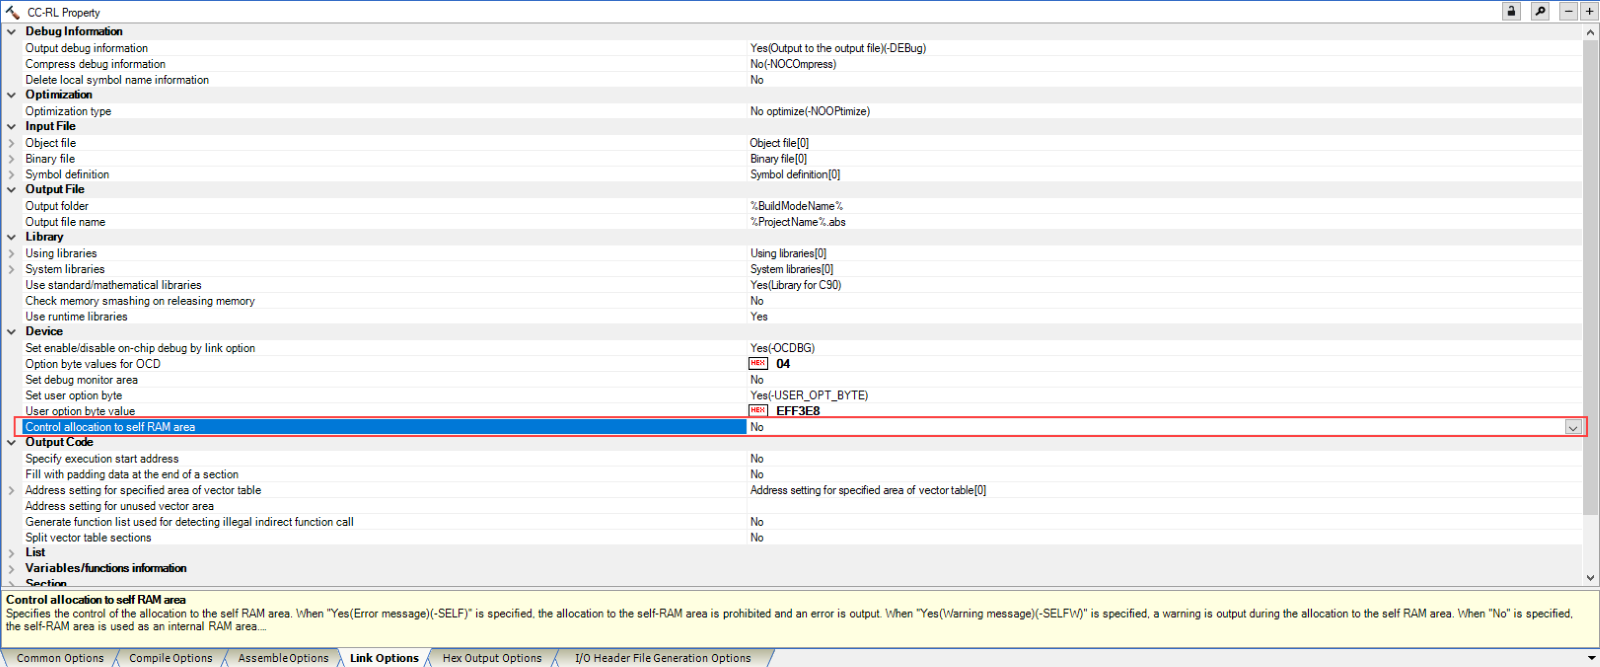 CC-RL Property
Debug Information
Output debug information Yes(Output to the output file)(-DEBug)
Compress debug information No(-NOCOmpress)
Delete local symbol name information No
Optimization
Optimization type No optimize(-NOOPtimize)
Input File
Object file Object file[0]
Binary file Binary file[0]
Symbol definition Symbol definition[0]
Output File
Output folder %BuildModeName%
Output file name %ProjectName%.abs
Library
Using libraries Using libraries[0]
System libraries System libraries[0]
Use standard/mathematical libraries Yes(Library for C90)
Check memory smashing on releasing memory No
Use runtime libraries Yes
Device
Set enable/disable on-chip debug by link option Yes(-OCDBG)
Option byte values for OCD HEX 04
Set debug monitor area No
Set user option byte Yes(-USER_OPT_BYTE)
User option byte value HEX EFF3E8
Control allocation to self RAM area No
Output Code
Specify execution start address No
Fill with padding data at the end of a section No
Address setting for specified area of vector table Address setting for specified area of vector table[0]
Address setting for unused vector area
Generate function list used for detecting illegal indirect function call No
Split vector table sections No
List
Variables/functions information
Section
Control allocation to self RAM area
Specifies the control of the allocation to the self RAM area. When "Yes(Error message)(-SELF)" is specified, the allocation to the self-RAM area is prohibited and an error is output. When "Yes(Warning message)(-SELFW)" is specified, a warning is output during the allocation to the self RAM area. When "No" is specified,
the self-RAM area is used as an internal RAM area....
Common Options Compile Options Assemble Options Link Options Hex Output Options I/O Header File Generation Options